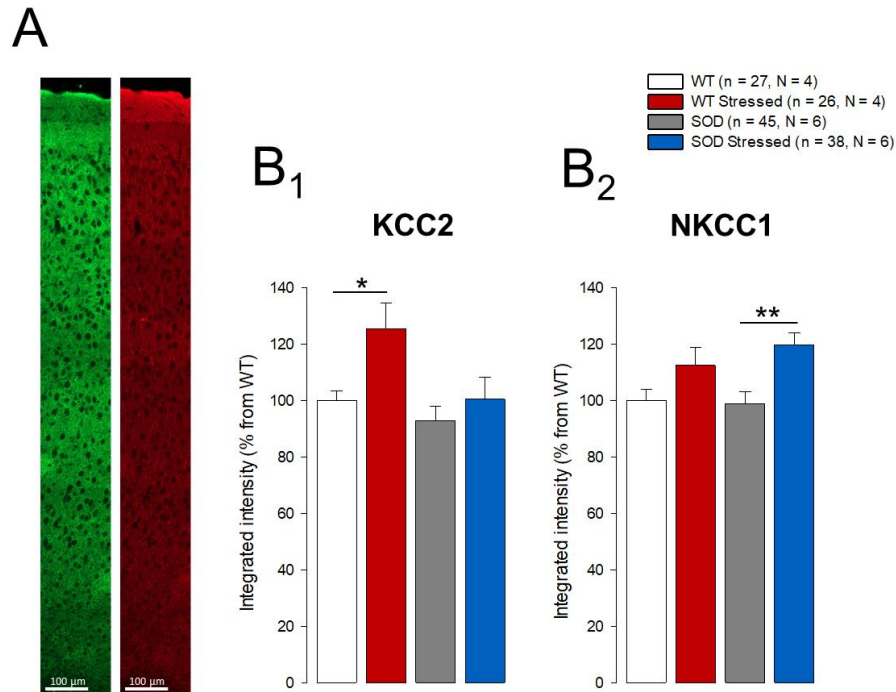 A
WT (n = 27, N = 4)
WT Stressed (n = 26, N = 4)
SOD (n = 45, N = 6)
SOD Stressed (n = 38, N = 6)
B1
B2
KCC2
NKCC1
Integrated intensity (% from WT)
140
120
100
80
60
40
20
0
*
Integrated intensity (% from WT)
140
120
100
80
60
40
20
0
**
100 µm
100 µm